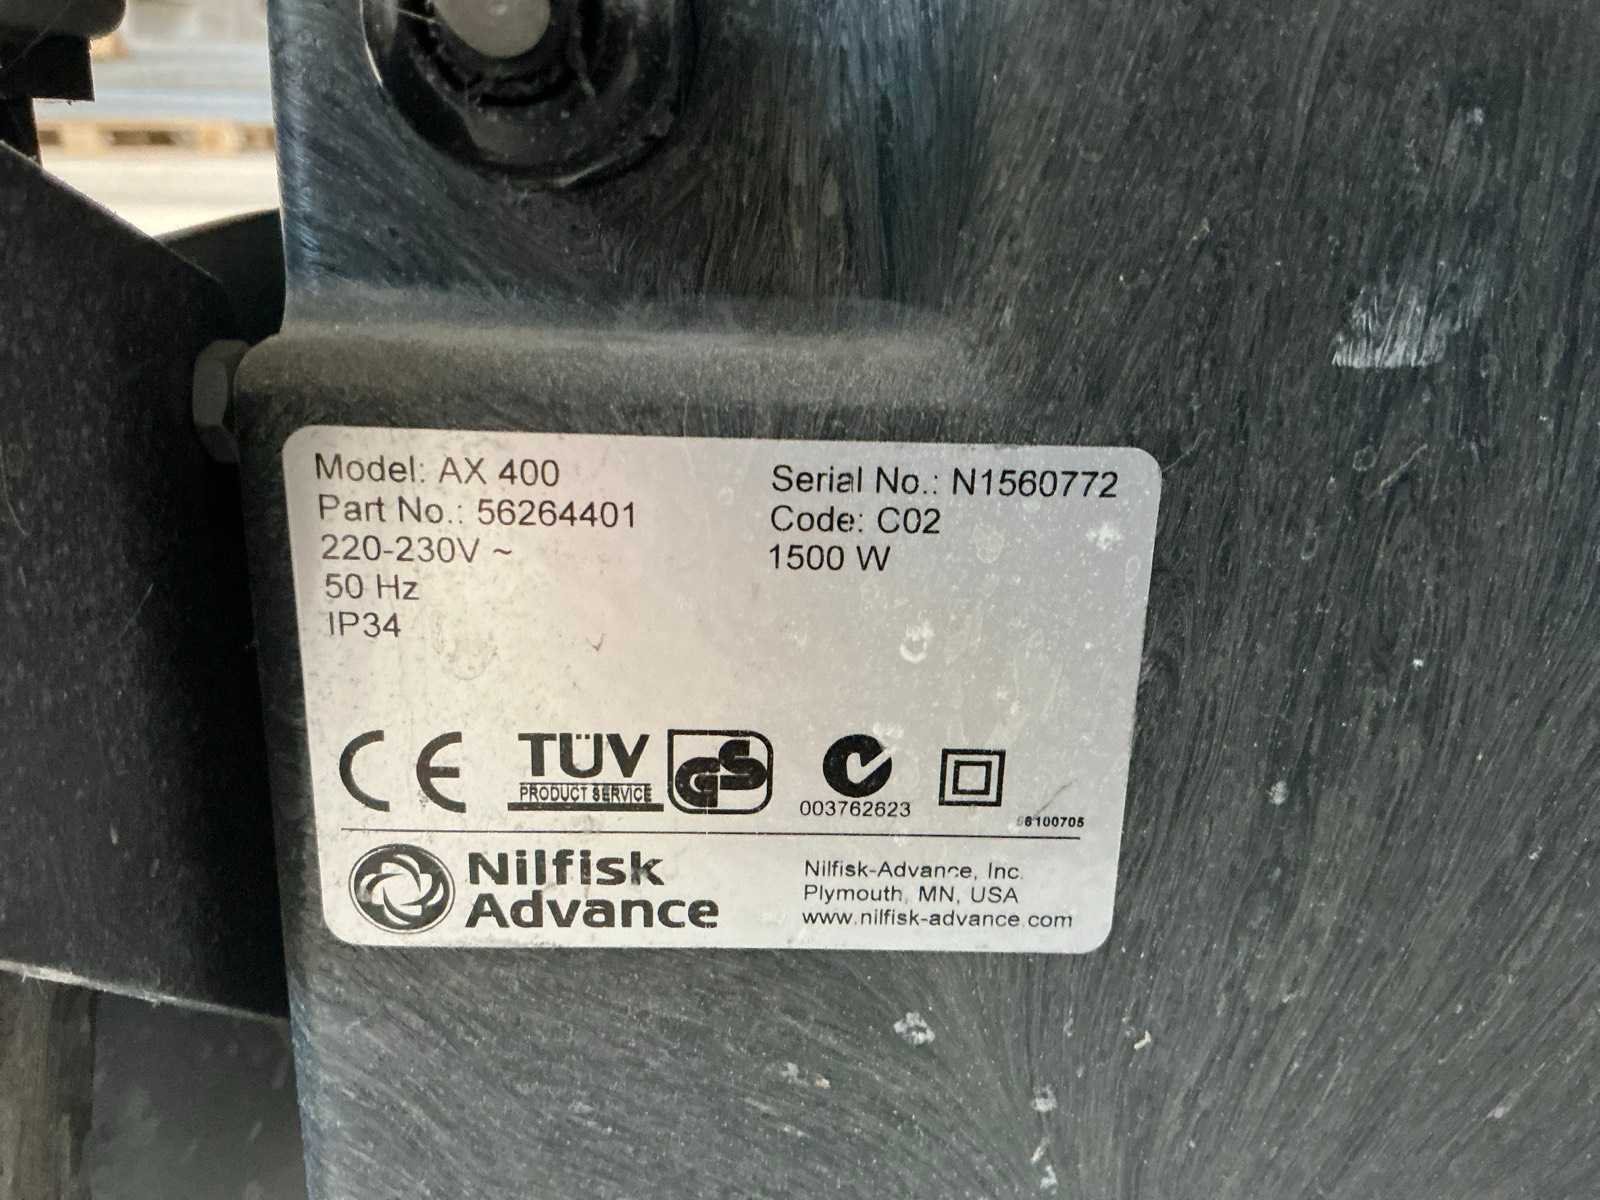 Model: AX 400
Part No.: 56264401
220-230V ~
50 Hz
IP34
Serial No.: N1560772
Code: C02
1500 W
CE
TÜV
PRODUCT SERVICE
GS
003762623
56100705
Nilfisk
Advance
Nilfisk-Advance, Inc.
Plymouth, MN, USA
www.nilfisk-advance.com